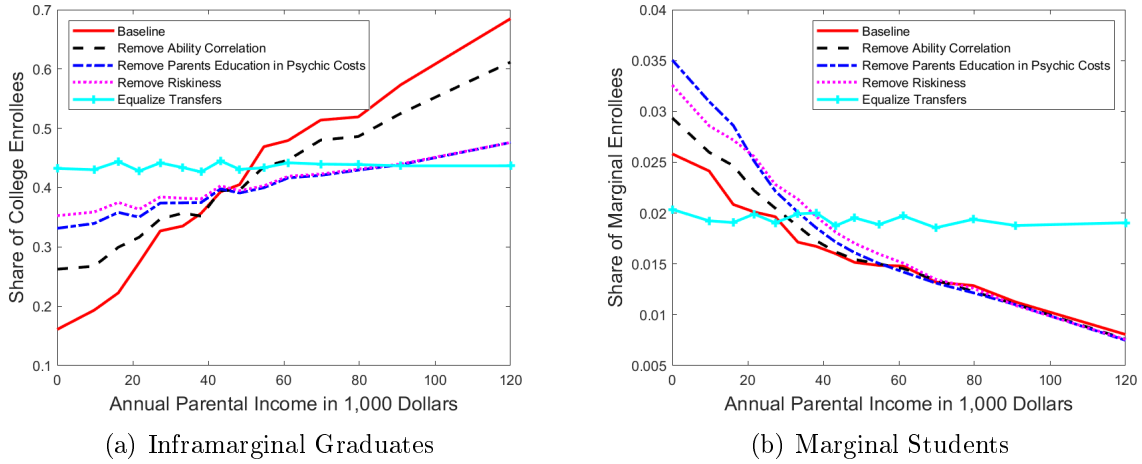 0.7
0.6
0.5
0.4
0.3
0.2
0.1
Share of College Enrollees
Baseline
Remove Ability Correlation
Remove Parents Education in Psychic Costs
Remove Riskiness
Equalize Transfers
0 20 40 60 80 100 120
Annual Parental Income in 1,000 Dollars
(a) Inframarginal Graduates
0.04
0.035
0.03
0.025
0.02
0.015
0.01
0.005
Share of Marginal Enrollees
Baseline
Remove Ability Correlation
Remove Parents Education in Psychic Costs
Remove Riskiness
Equalize Transfers
0 20 40 60 80 100 120
Annual Parental Income in 1,000 Dollars
(b) Marginal Students